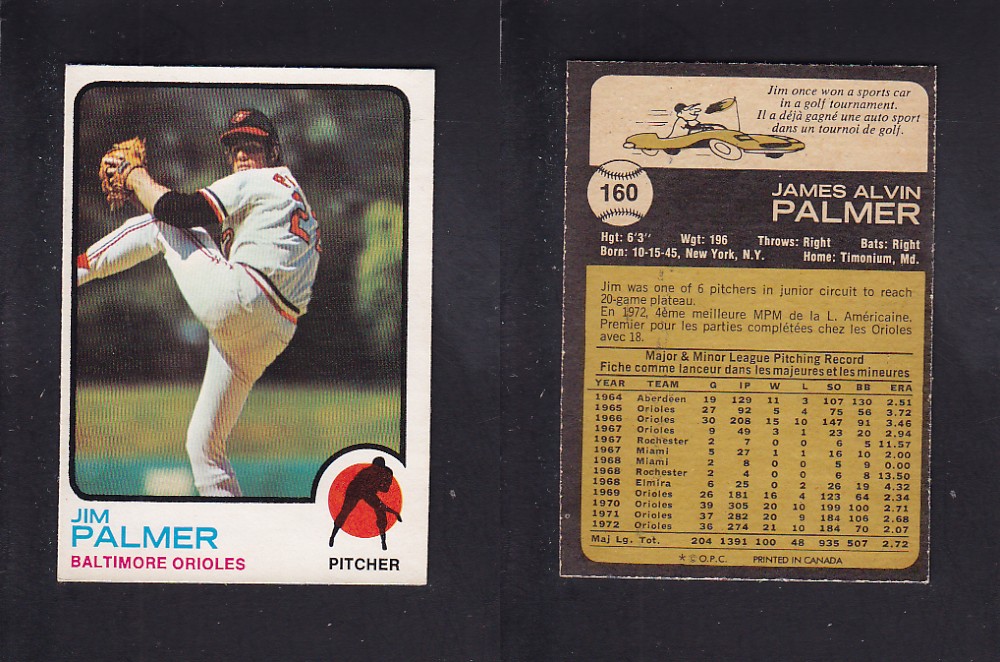 JIM
PALMER
BALTIMORE ORIOLES
PITCHER
Jim once won a sports car
in a golf tournament.
Il a déjà gagné une auto sport
dans un tournoi de golf.
160
JAMES ALVIN
PALMER
Hgt: 6'3" Wgt: 196 Throws: Right Bats: Right
Born: 10-15-45, New York, N.Y. Home: Timonium, Md.
Jim was one of 6 pitchers in junior circuit to reach
20-game plateau.
En 1972, 4ème meilleure MPM de la L. Américaine.
Premier pour les parties complétées chez les Orioles
avec 18.
Major & Minor League Pitching Record
Fiche comme lanceur dans les majeures et les mineures
YEAR TEAM G IP W L SO BB ERA
1964 Aberdeen 19 129 11 3 107 130 2.51
1965 Orioles 27 92 5 4 75 56 3.72
1966 Orioles 30 208 15 10 147 91 3.46
1967 Orioles 9 49 3 1 23 20 2.94
1967 Rochester 2 7 0 0 6 5 11.57
1967 Miami 5 27 1 1 16 10 2.00
1968 Miami 2 8 0 0 5 9 0.00
1968 Rochester 2 4 0 0 6 8 13.50
1968 Elmira 6 25 0 2 26 19 4.32
1969 Orioles 26 181 16 4 123 64 2.34
1970 Orioles 39 305 20 10 199 100 2.71
1971 Orioles 37 282 20 9 184 106 2.68
1972 Orioles 36 274 21 10 184 70 2.07
Maj Lg. Tot. 204 1391 100 48 935 507 2.72
* © O.P.C. PRINTED IN CANADA